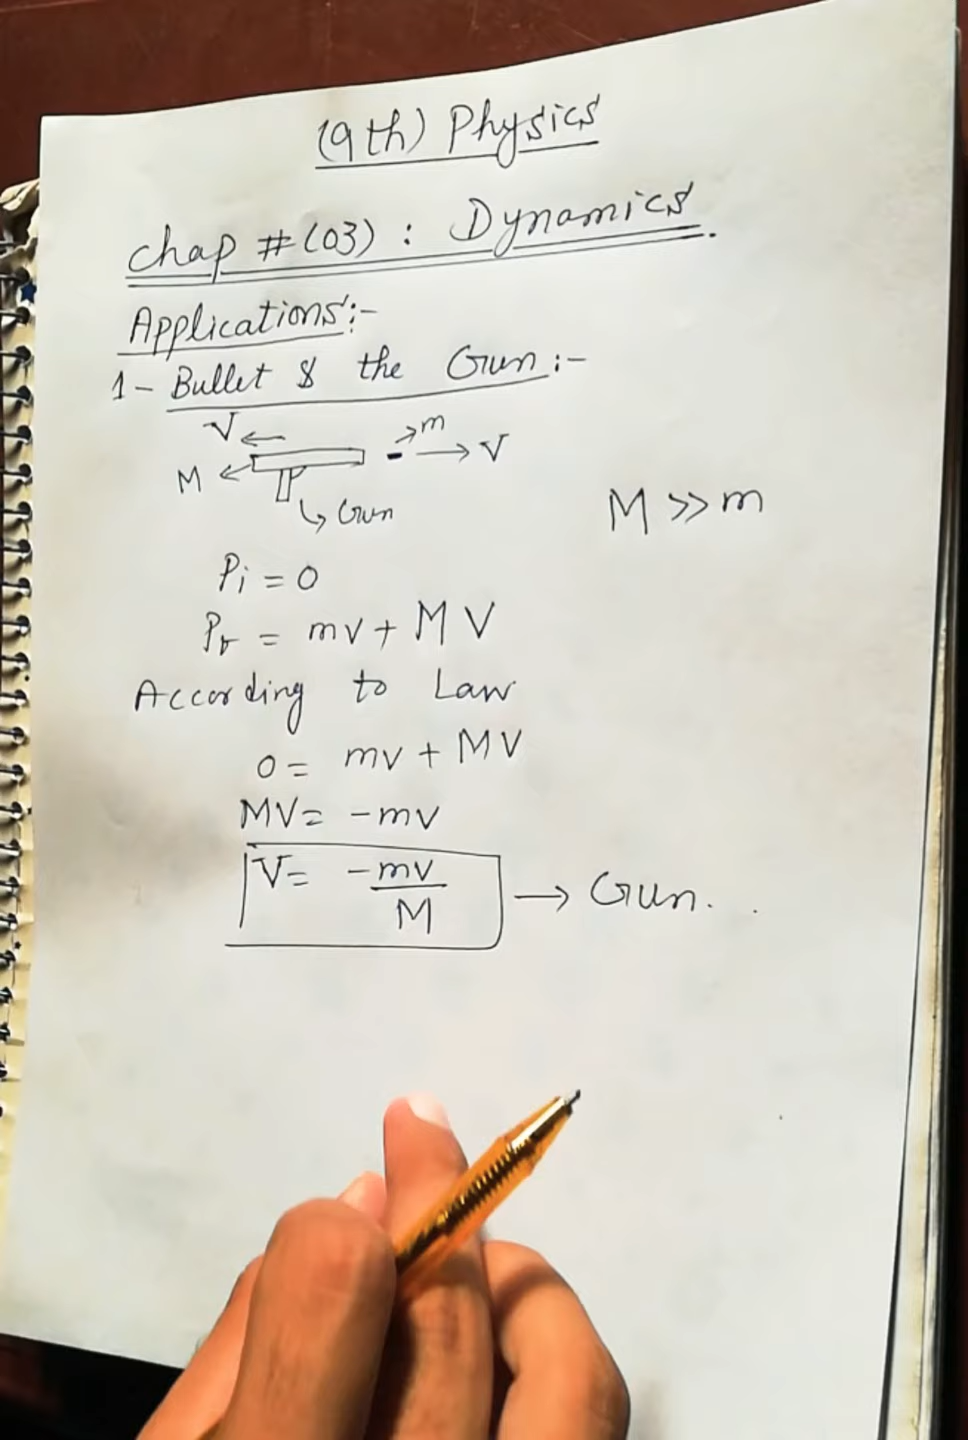 (9th) Physics
Chap #(03) : Dynamics.
Applications:-
1- Bullet & the Gun:-
V ← → m
M → V
Gun
M >> m
Pi = 0
Pf = mv + MV
According to Law
0 = mv + MV
MV = -mv
V = -mv/M → Gun.